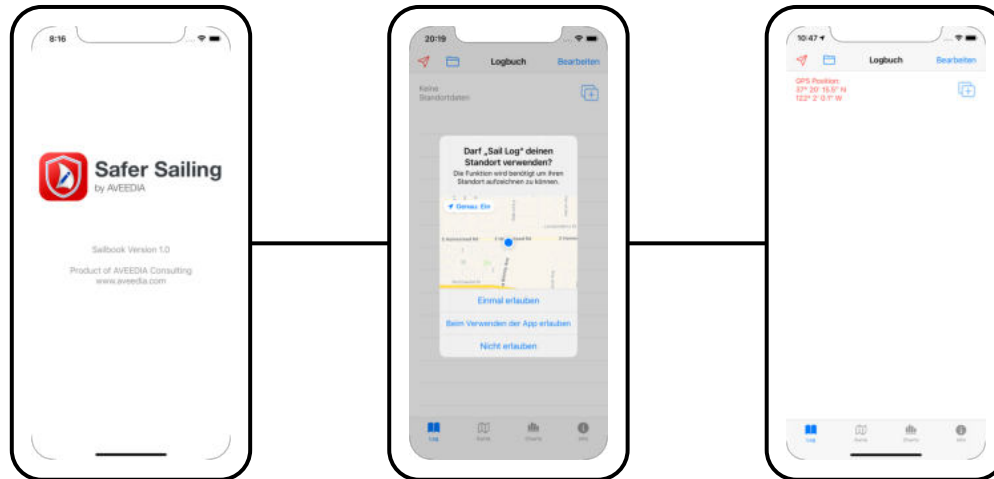 8:16
Safer Sailing
by AVEEDIA
Sailbook Version 1.0
Product of AVEEDIA Consulting
www.aveedia.com
20:19
Logbuch
Bearbeiten
Keine
Standortdaten
Darf „Sail Log“ deinen
Standort verwenden?
Die Funktion wird benötigt um Ihren
Standort aufzeichnen zu können.
Genau: Ein
Einmal erlauben
Beim Verwenden der App erlauben
Nicht erlauben
Log
Charts
Info
10:47
Logbuch
Bearbeiten
GPS Position:
37° 20' 15.5" N
122° 2' 0.1" W
Log
Charts
Info